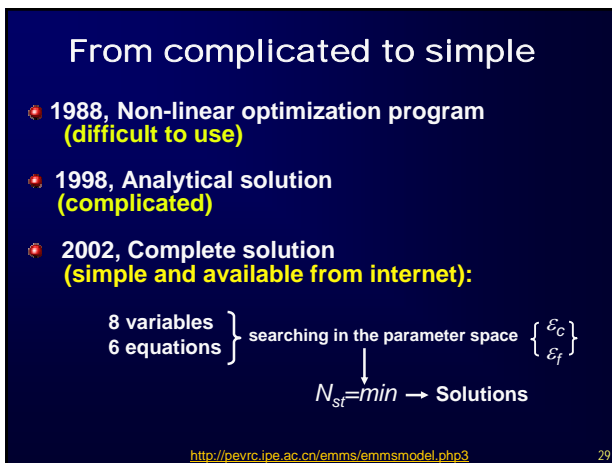 From complicated to simple
1988, Non-linear optimization program
(difficult to use)
1998, Analytical solution
(complicated)
2002, Complete solution
(simple and available from internet):
8 variables
6 equations
searching in the parameter space { εc εf }
Nst=min → Solutions
http://pevrc.ipe.ac.cn/emms/emmsmodel.php3 29